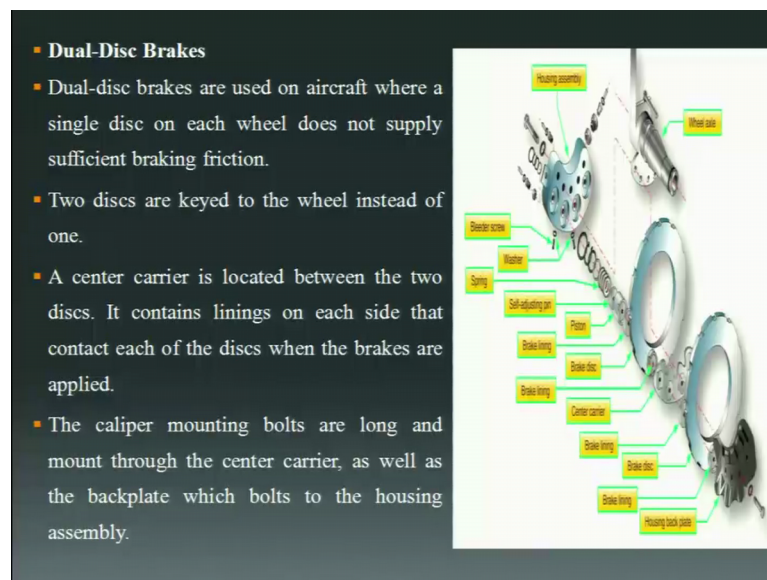 Dual-Disc Brakes
Dual-disc brakes are used on aircraft where a
single disc on each wheel does not supply
sufficient braking friction.
Two discs are keyed to the wheel instead of
one.
A center carrier is located between the two
discs. It contains linings on each side that
contact each of the discs when the brakes are
applied.
The caliper mounting bolts are long and
mount through the center carrier, as well as
the backplate which bolts to the housing
assembly.
Housing assembly
Wheel axle
Bleeder screw
Washer
Spring
Self-adjusting pin
Piston
Brake lining
Brake disc
Brake lining
Center carrier
Brake lining
Brake disc
Brake lining
Housing back plate